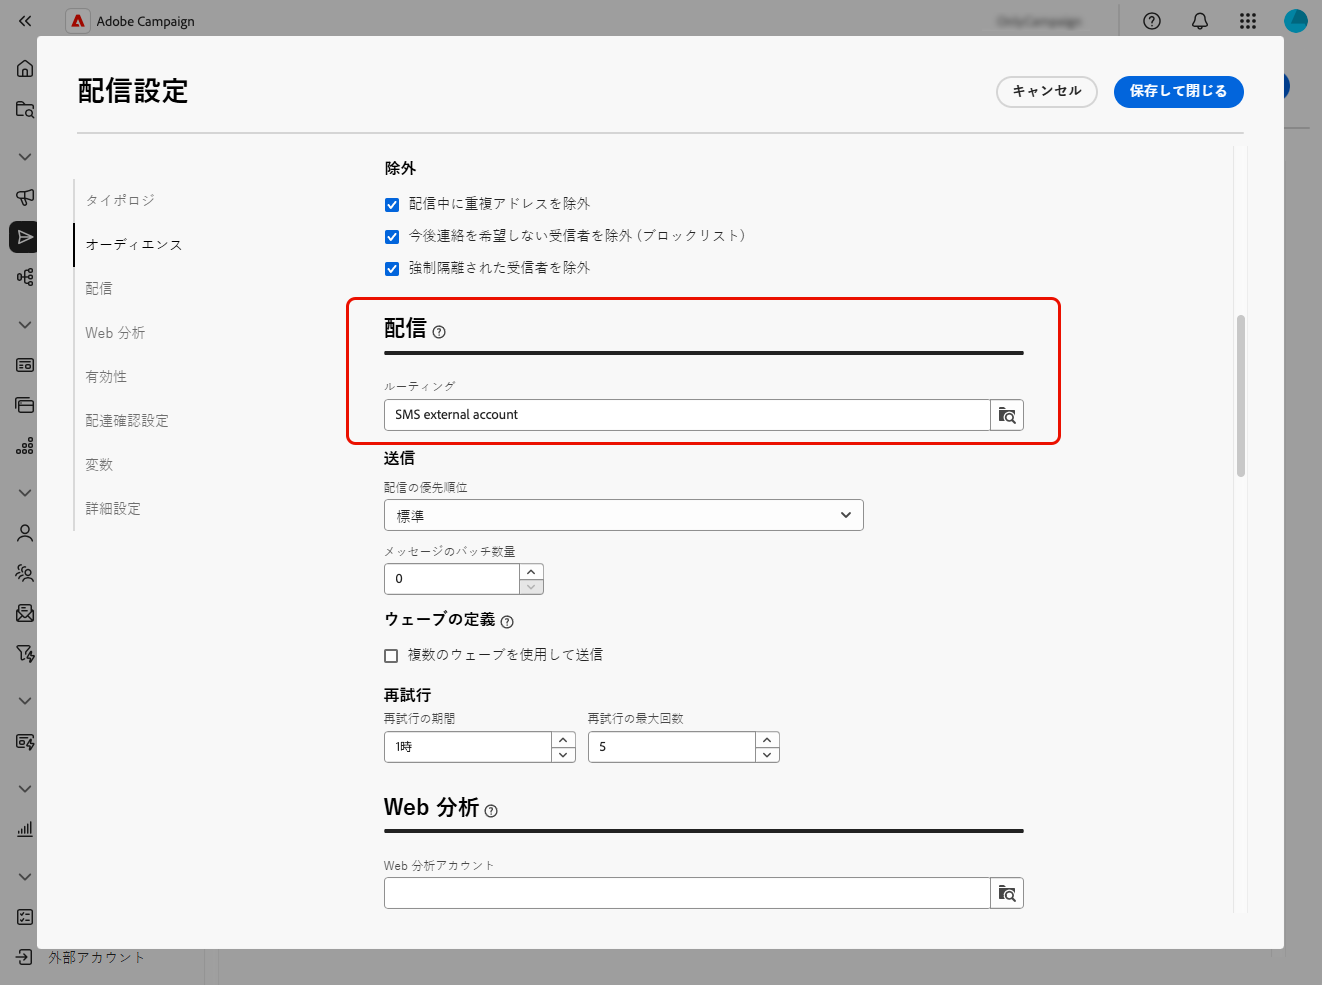 Adobe Campaign
配信設定
キャンセル
保存して閉じる
タイポロジ
オーディエンス
配信
Web 分析
有効性
配達確認設定
変数
詳細設定
除外
配信中に重複アドレスを除外
今後連絡を希望しない受信者を除外 (ブロックリスト)
強制隔離された受信者を除外
配信
ルーティング
SMS external account
送信
配信の優先順位
標準
メッセージのバッチ数量
0
ウェーブの定義
複数のウェーブを使用して送信
再試行
再試行の期間
再試行の最大回数
1時
5
Web 分析
Web 分析アカウント
外部アカウント